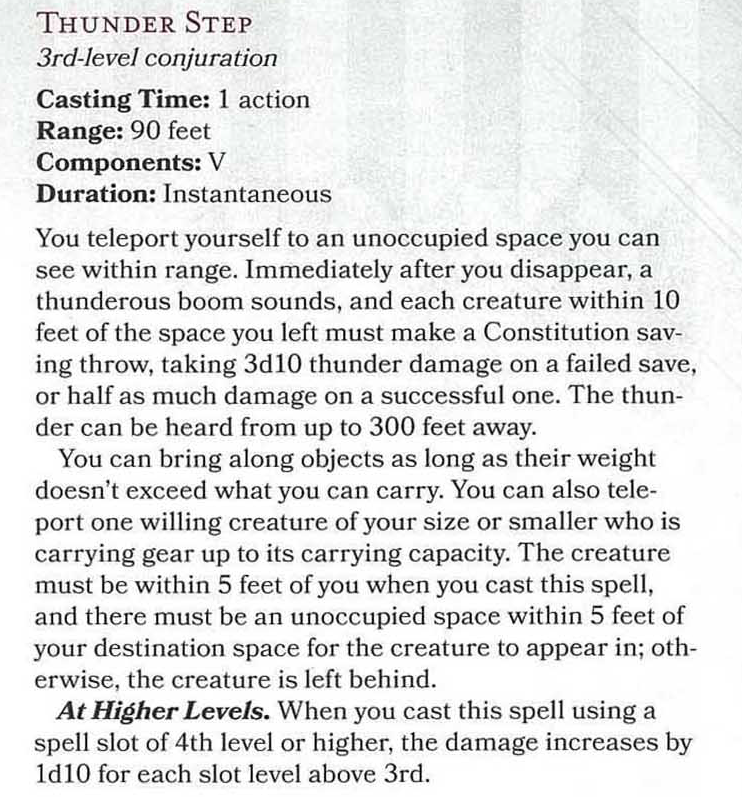 THUNDER STEP
3rd-level conjuration
Casting Time: 1 action
Range: 90 feet
Components: V
Duration: Instantaneous
You teleport yourself to an unoccupied space you can
see within range. Immediately after you disappear, a
thunderous boom sounds, and each creature within 10
feet of the space you left must make a Constitution sav-
ing throw, taking 3d10 thunder damage on a failed save,
or half as much damage on a successful one. The thun-
der can be heard from up to 300 feet away.
You can bring along objects as long as their weight
doesn't exceed what you can carry. You can also tele-
port one willing creature of your size or smaller who is
carrying gear up to its carrying capacity. The creature
must be within 5 feet of you when you cast this spell,
and there must be an unoccupied space within 5 feet of
your destination space for the creature to appear in; oth-
erwise, the creature is left behind.
At Higher Levels. When you cast this spell using a
spell slot of 4th level or higher, the damage increases by
1d10 for each slot level above 3rd.